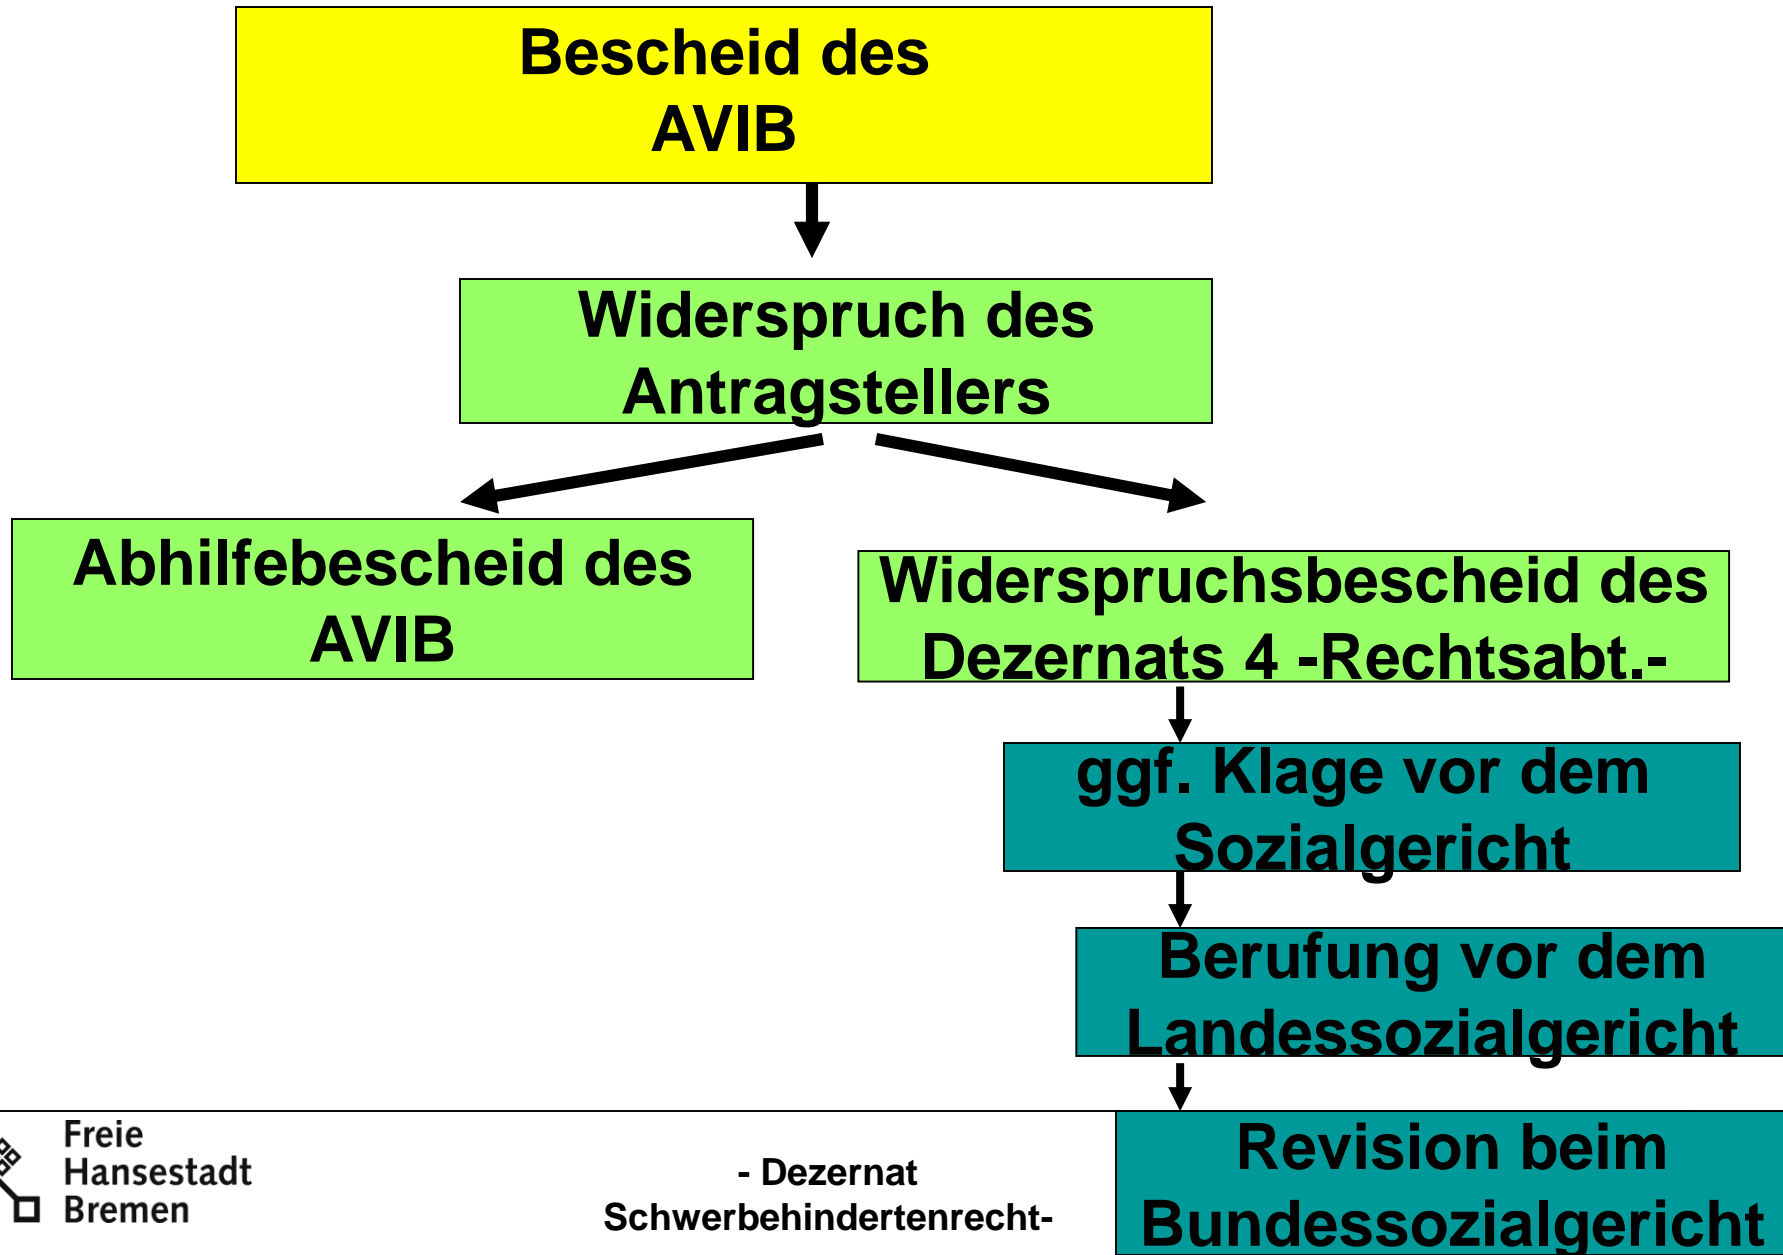 Bescheid des
AVIB
Widerspruch des
Antragstellers
Abhilfebescheid des
AVIB
Widerspruchsbescheid des
Dezernats 4 -Rechtsabt.-
ggf. Klage vor dem
Sozialgericht
Berufung vor dem
Landessozialgericht
Revision beim
Bundessozialgericht
Freie
Hansestadt
Bremen
- Dezernat
Schwerbehindertenrecht-